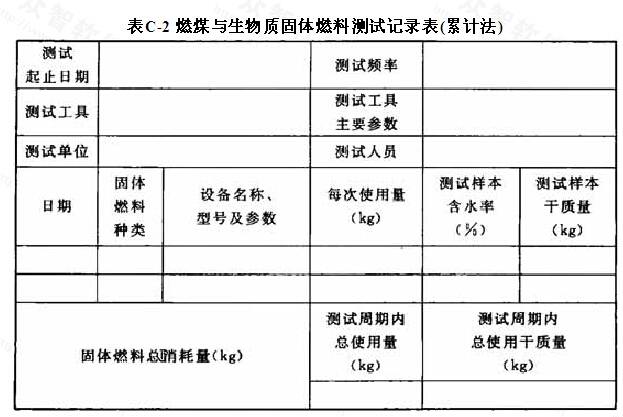 表C-2 燃煤与生物质固体燃料测试记录表(累计法)
测试
起止日期
测试频率
测试工具
测试工具
主要参数
测试单位
测试人员
日期
固体
燃料
种类
设备名称、
型号及参数
每次使用量
(kg)
测试样本
含水率
(%)
测试样本
干质量
(kg)
固体燃料总消耗量(kg)
测试周期内
总使用量
(kg)
测试周期内
总使用干质量
(kg)